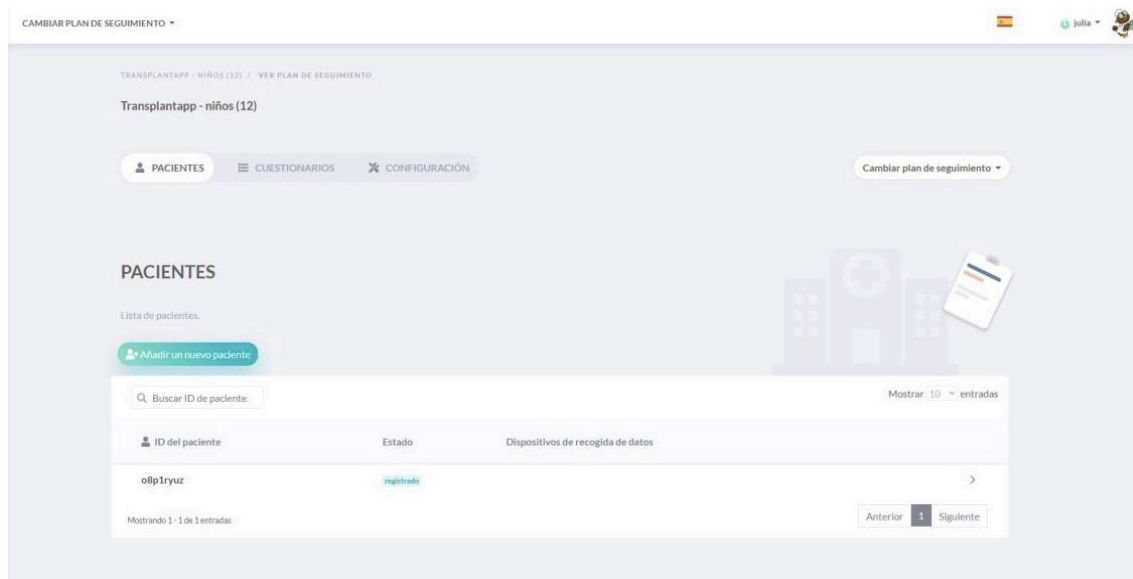 CAMBIAR PLAN DE SEGUIMIENTO
julia
TRANSPLANTAPP - NIÑOS (12) / VER PLAN DE SEGUIMIENTO
Transplantapp - niños (12)
PACIENTES CUESTIONARIOS CONFIGURACIÓN Cambiar plan de seguimiento
PACIENTES
Lista de pacientes.
Añadir un nuevo paciente
Buscar ID de paciente Mostrar 10 entradas
ID del paciente Estado Dispositivos de recogida de datos
o8p1ryuz registrado
Mostrando 1 - 1 de 1 entradas Anterior 1 Siguiente